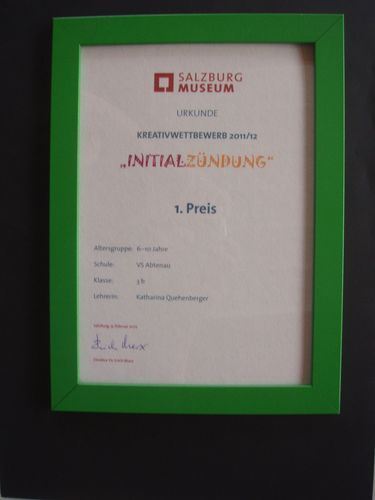 SALZBURG
MUSEUM
URKUNDE
KREATIVWETTBEWERB 2011/12
„INITIALZÜNDUNG“
1. Preis
Altersgruppe: 6–10 Jahre
Schule: VS Abtenau
Klasse: 3 b
Lehrerin: Katharina Quehenberger